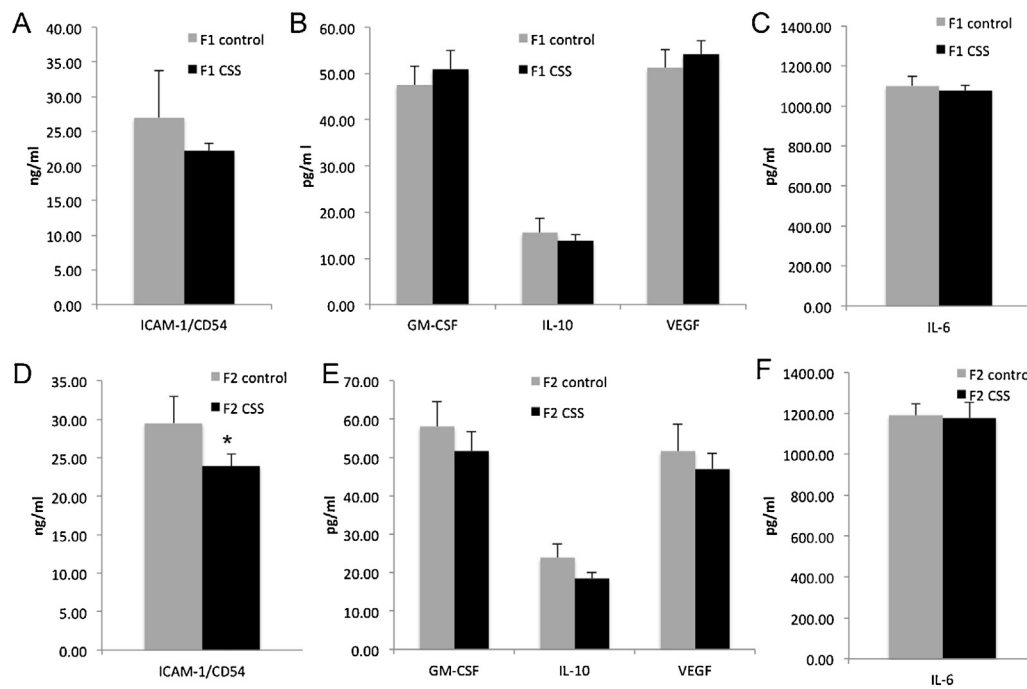 A
40.00
35.00
30.00
25.00
20.00
15.00
10.00
5.00
0.00
ng/ml
F1 control
F1 CSS
ICAM-1/CD54
B
60.00
50.00
40.00
30.00
20.00
10.00
0.00
pg/m l
F1 control
F1 CSS
GM-CSF IL-10 VEGF
C
1400.00
1200.00
1000.00
800.00
600.00
400.00
200.00
0.00
pg/ml
F1 control
F1 CSS
IL-6
D
35.00
30.00
25.00
20.00
15.00
10.00
5.00
0.00
ng/ml
F2 control
F2 CSS
*
ICAM-1/CD54
E
70.00
60.00
50.00
40.00
30.00
20.00
10.00
0.00
pg/ml
F2 control
F2 CSS
GM-CSF IL-10 VEGF
F
1400.00
1200.00
1000.00
800.00
600.00
400.00
200.00
0.00
pg/ml
F2 control
F2 CSS
IL-6